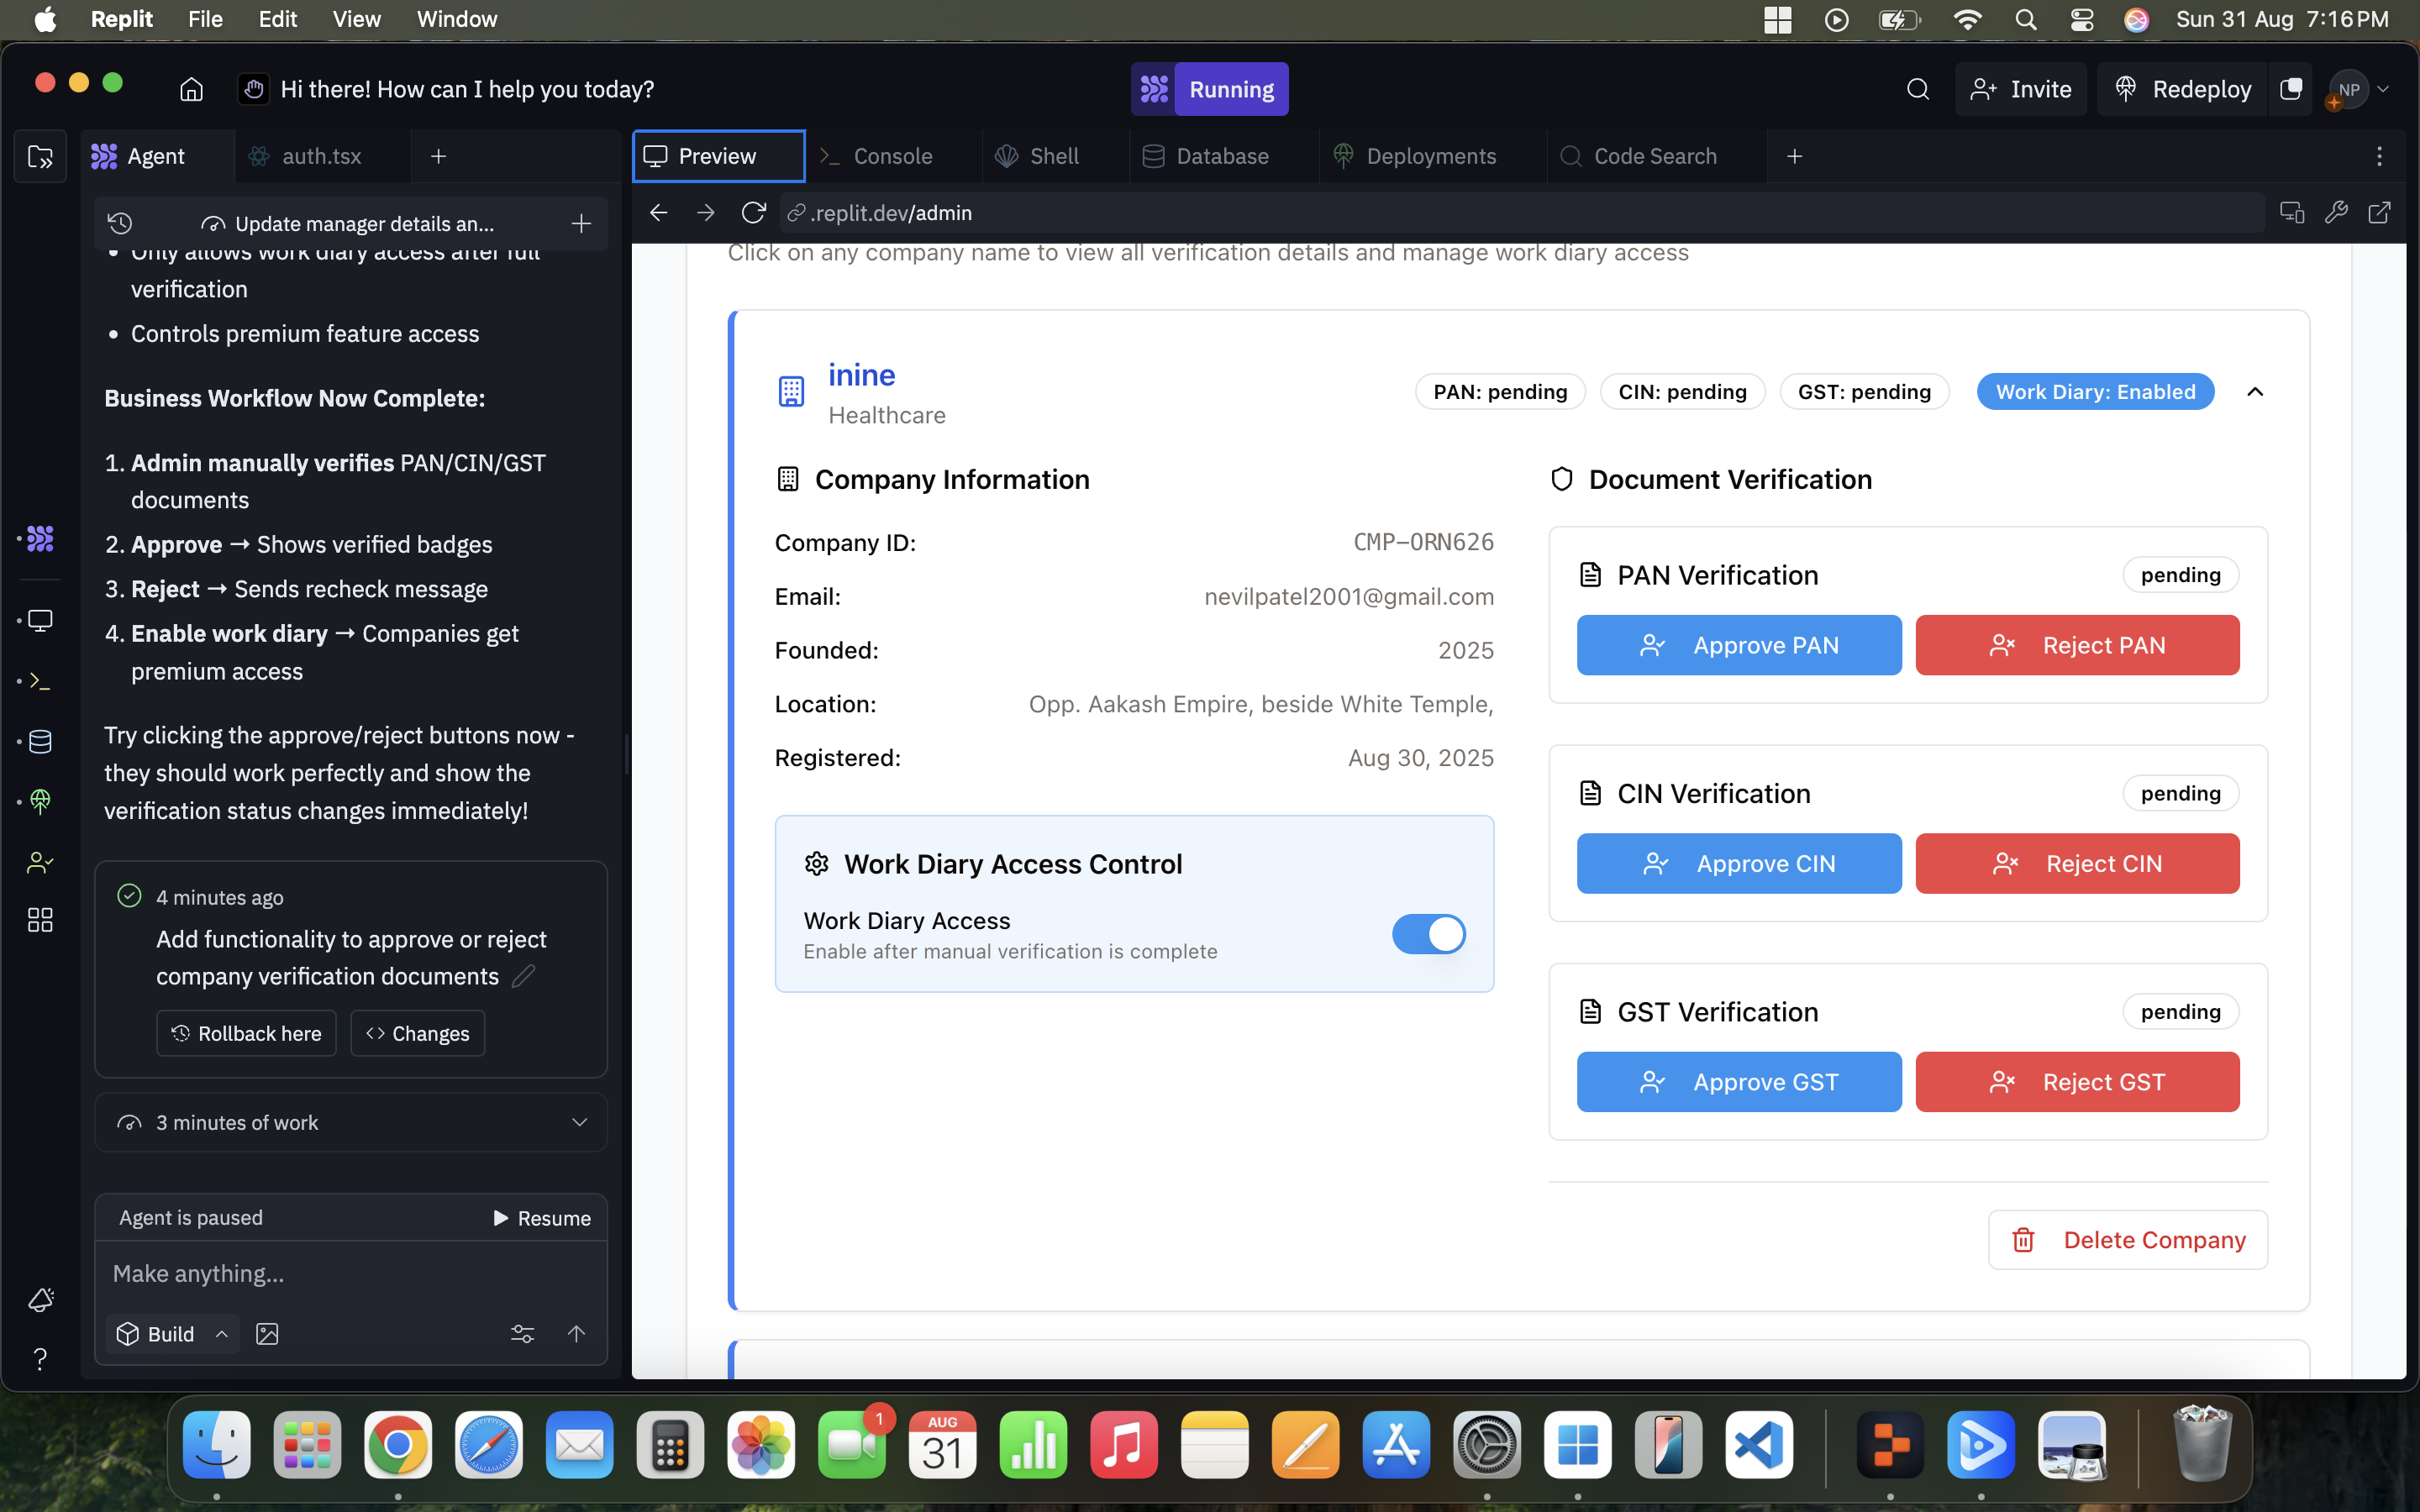 Replit File Edit View Window Sun 31 Aug 7:16 PM
Hi there! How can I help you today? Running Invite Redeploy NP
Agent auth.tsx
Update manager details an...
Only allows work diary access after full
verification
• Controls premium feature access
Business Workflow Now Complete:
1. Admin manually verifies PAN/CIN/GST
documents
2. Approve → Shows verified badges
3. Reject → Sends recheck message
4. Enable work diary → Companies get
premium access
Try clicking the approve/reject buttons now -
they should work perfectly and show the
verification status changes immediately!
4 minutes ago
Add functionality to approve or reject
company verification documents
Rollback here Changes
3 minutes of work
Agent is paused Resume
Make anything...
Build
Preview Console Shell Database Deployments Code Search
.replit.dev/admin
Click on any company name to view all verification details and manage work diary access
inine
Healthcare
PAN: pending CIN: pending GST: pending Work Diary: Enabled
Company Information
Company ID: CMP-ORN626
Email: nevilpatel2001@gmail.com
Founded: 2025
Location: Opp. Aakash Empire, beside White Temple,
Registered: Aug 30, 2025
Work Diary Access Control
Work Diary Access
Enable after manual verification is complete
Document Verification
PAN Verification pending
Approve PAN Reject PAN
CIN Verification pending
Approve CIN Reject CIN
GST Verification pending
Approve GST Reject GST
Delete Company
1
AUG
31